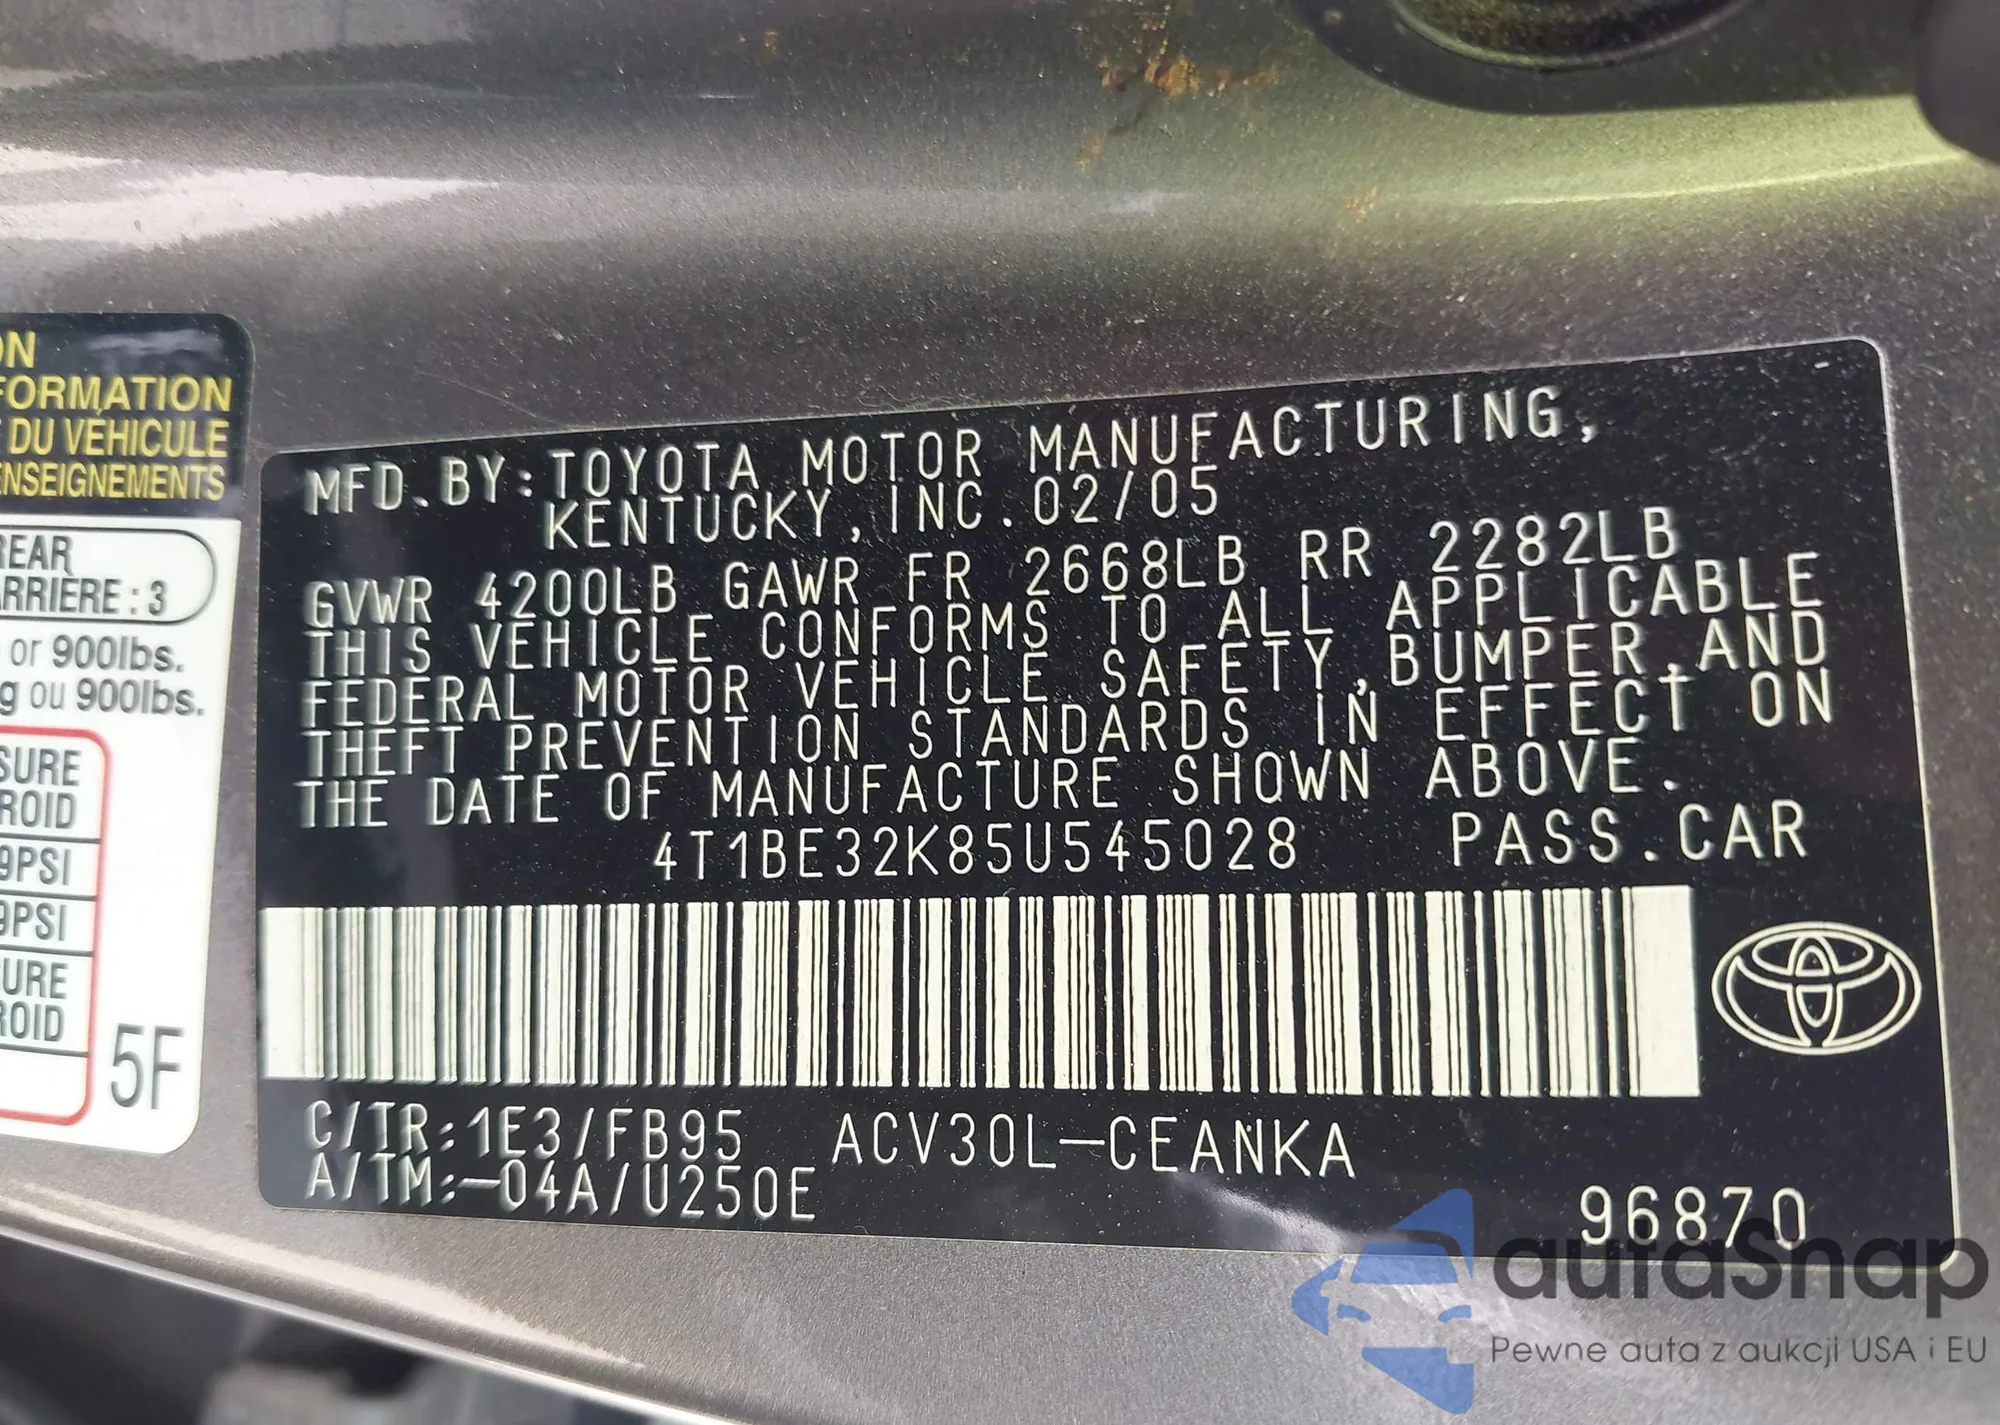 ON
FORMATION
DU VÉHICULE
ENSEIGNEMENTS
REAR
ARRIÈRE : 3
or 900lbs.
g ou 900lbs.
SURE
ROID
9PSI
9PSI
URE
ROID
5F
MFD.BY:TOYOTA MOTOR MANUFACTURING,
KENTUCKY,INC.02/05
GVWR 4200LB GAWR FR 2668LB RR 2282LB
THIS VEHICLE CONFORMS TO ALL APPLICABLE
FEDERAL MOTOR VEHICLE SAFETY,BUMPER,AND
THEFT PREVENTION STANDARDS IN EFFECT ON
THE DATE OF MANUFACTURE SHOWN ABOVE.
4T1BE32K85U545028 PASS.CAR
C/TR:1E3/FB95 ACV30L-CEANKA
A/TM:-04A/U250E
96870
autaSnap
Pewne auta z aukcji USA i EU